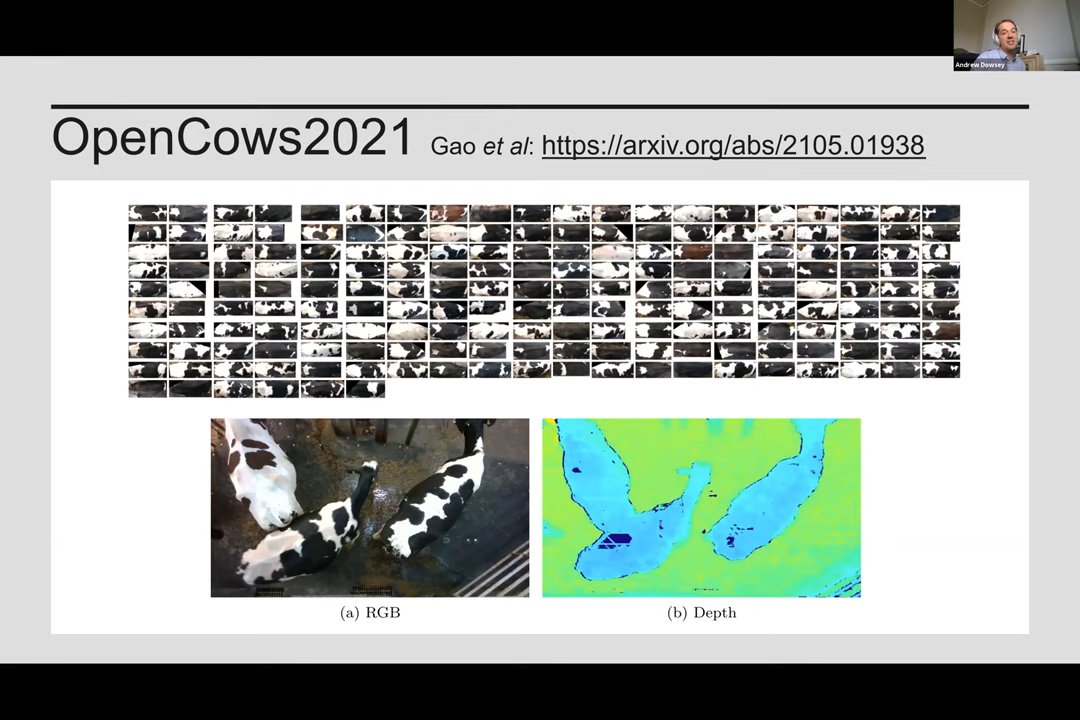 Andrew Dowsey
OpenCows2021 Gao et al: https://arxiv.org/abs/2105.01938
(a) RGB
(b) Depth